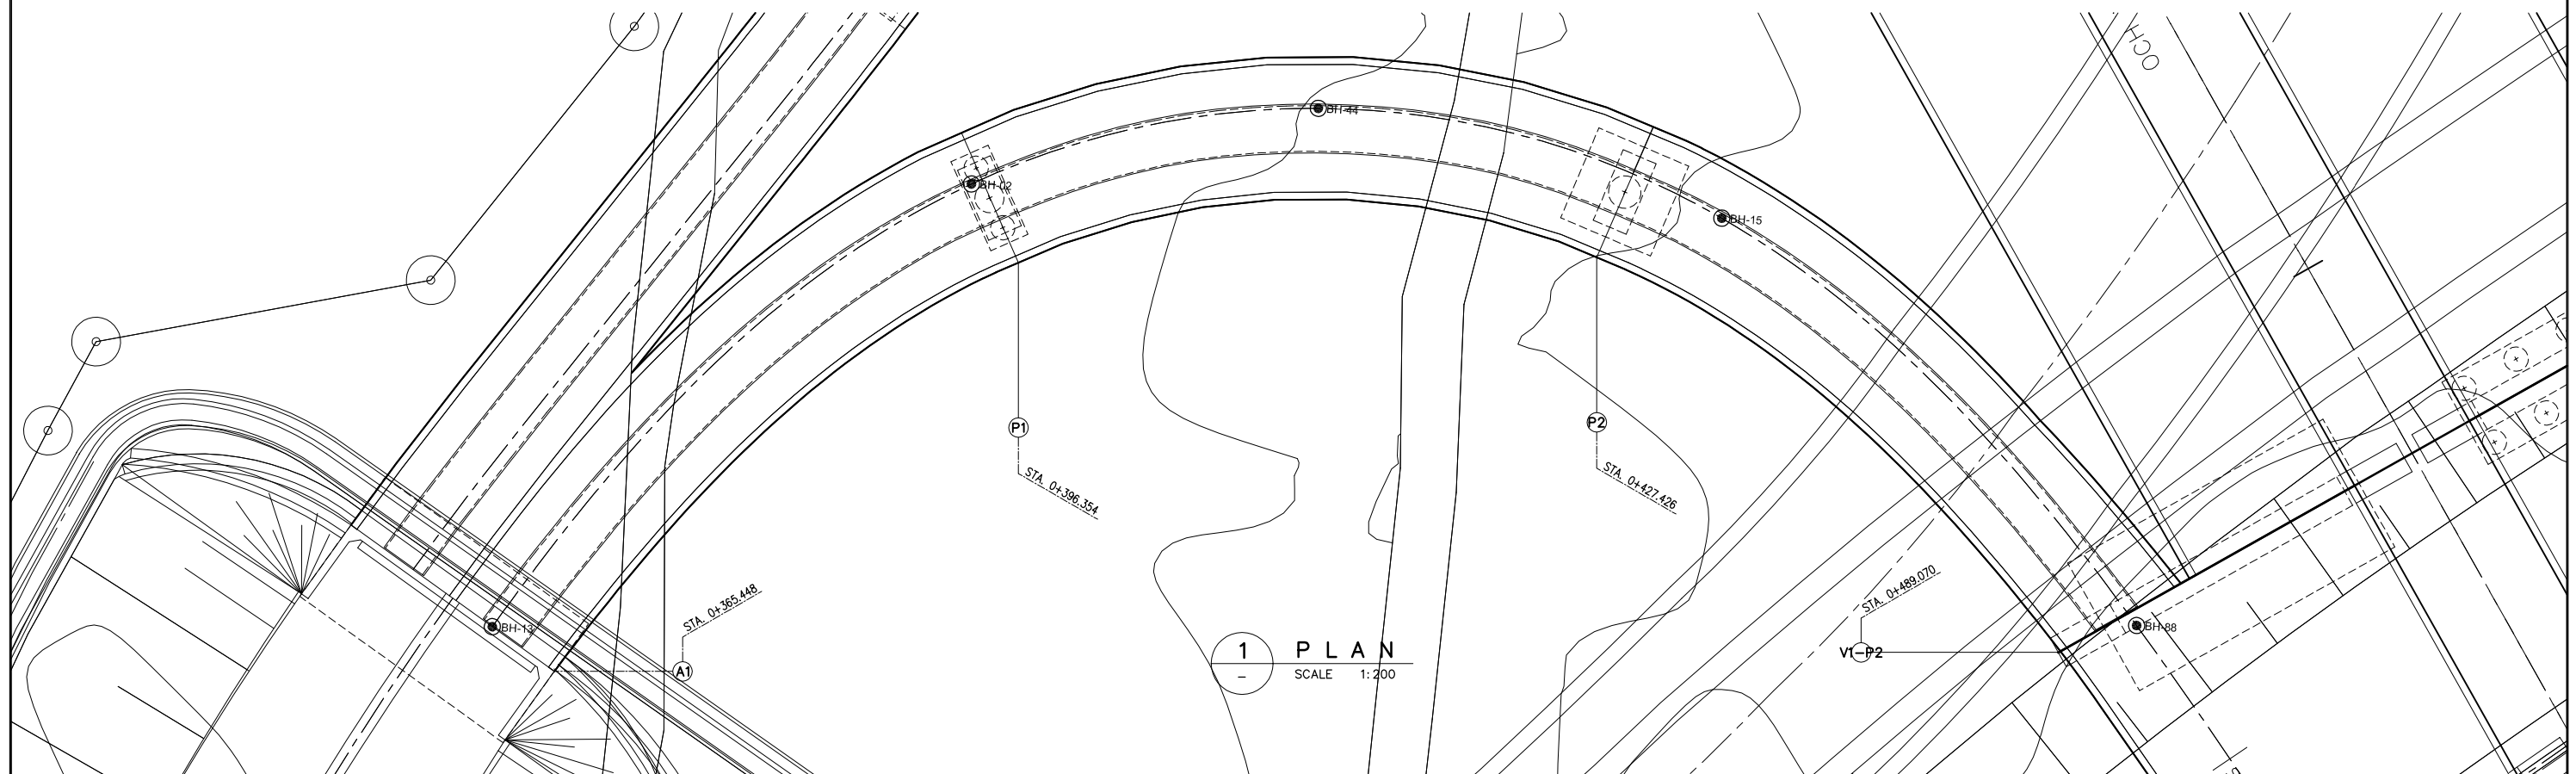 OCH
BH-44
BH-02
BH-15
P1
P2
STA. 0+396.354
STA. 0+427.426
STA. 0+365.448
STA. 0+489.070
BH-13
BH-88
A1
1
–
PLAN
SCALE 1:200
V1-P2